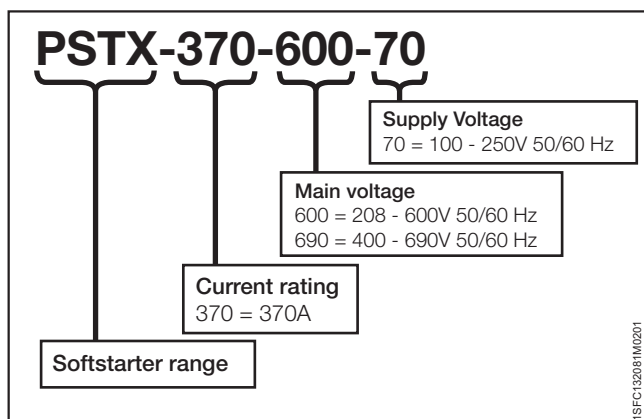 PSTX-370-600-70
Supply Voltage
70 = 100 - 250V 50/60 Hz
Main voltage
600 = 208 - 600V 50/60 Hz
690 = 400 - 690V 50/60 Hz
Current rating
370 = 370A
Softstarter range
1SFC132081M0201